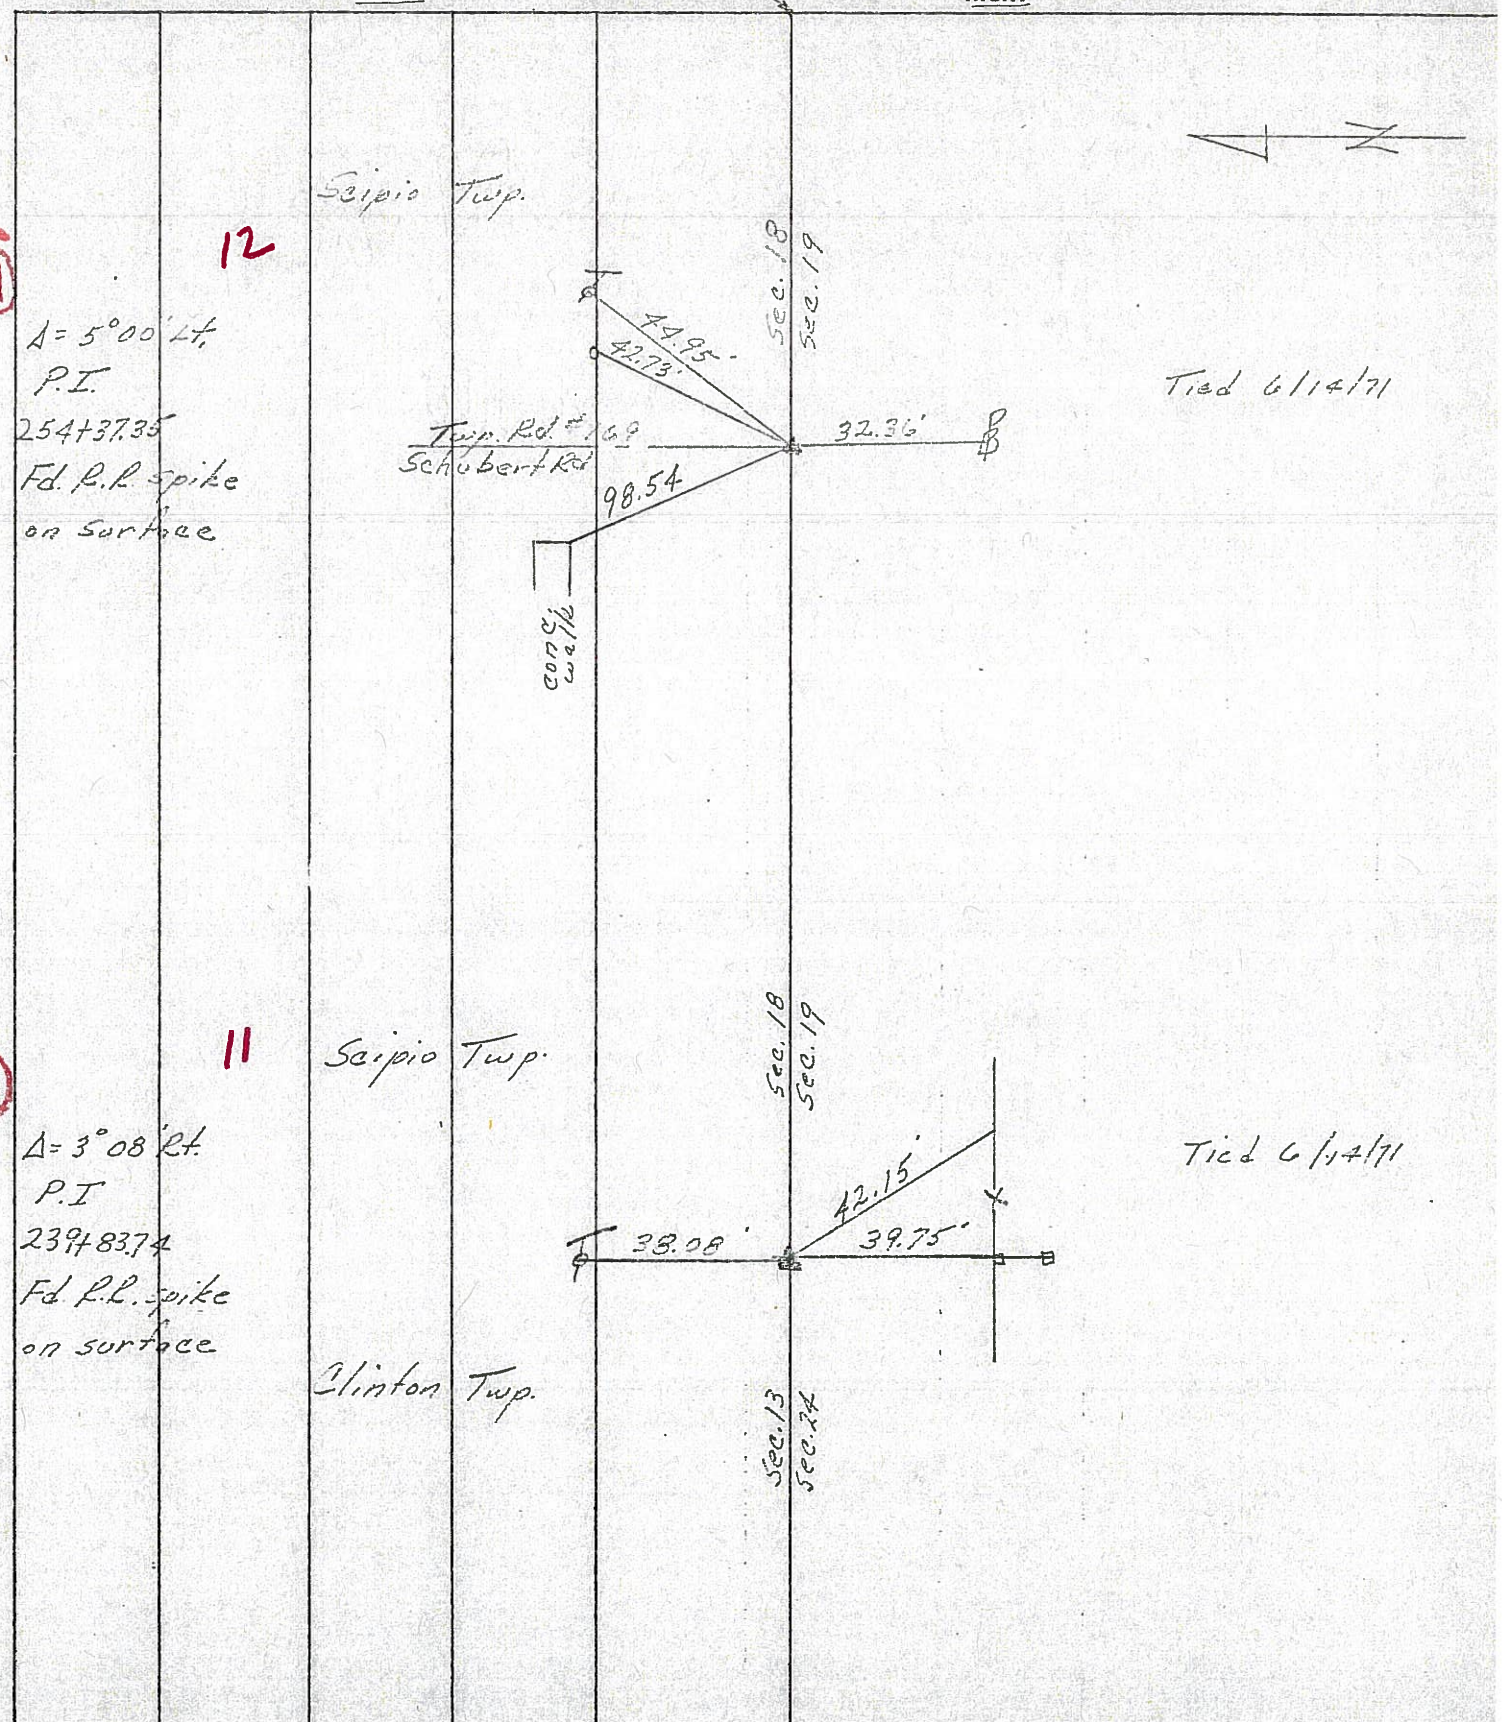 Scipio Twp.
12
Sec. 18
Sec. 19
Δ = 5°00' Lt.
P.I.
254+37.35
Fd. R.R. spike
on surface
44.95'
42.73'
Twp. Rd. # 169
Schubert Rd
32.36'
98.54
conc.
walk
Tied 6/14/71
N
11
Scipio Twp.
Sec. 18
Sec. 19
Δ = 3°08' Rt.
P.I
239+83.74
Fd. R.R. spike
on surface
42.15'
38.08'
39.75'
x
Tied 6/14/71
Clinton Twp.
Sec. 13
Sec. 24